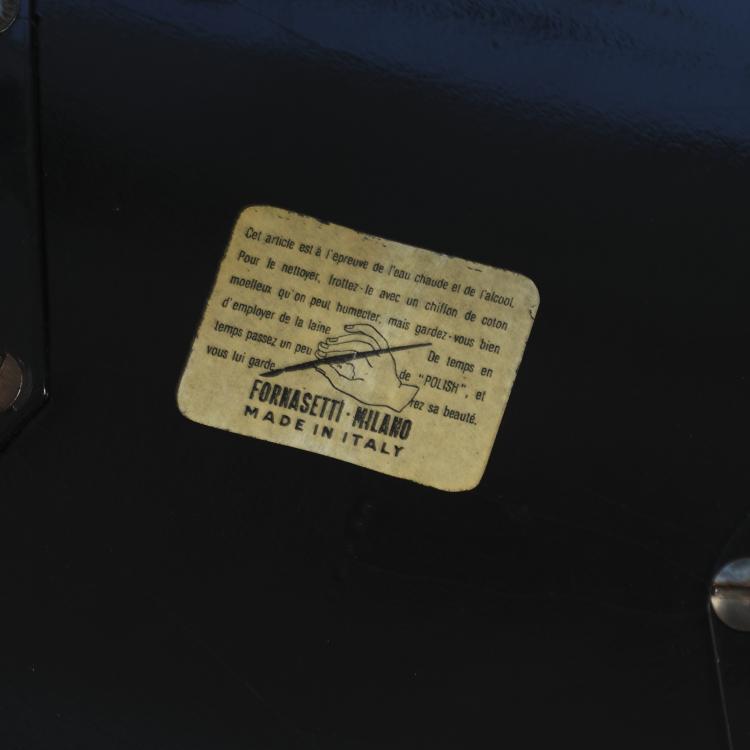 Cet article est à l'epreuve de l'eau chaude et de l'alcool.
Pour le nettoyer, frottez-le avec un chiffon de coton
moelleux qu'on peut humecter, mais gardez-vous bien
d'employer de la laine De temps en
temps passez un peu de "POLISH", et
vous lui garde rez sa beauté.
FORNASETTI·MILANO
MADE IN ITALY